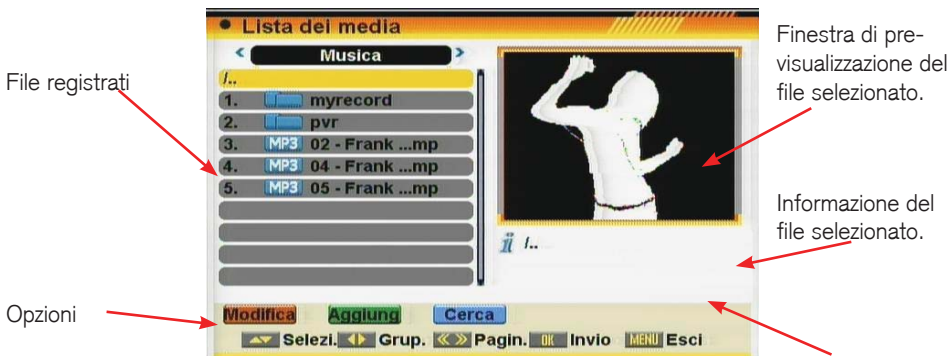 Lista dei media
Musica
/..
1. myrecord
2. pvr
3. MP3 02 - Frank ...mp
4. MP3 04 - Frank ...mp
5. MP3 05 - Frank ...mp
/..
Modifica Aggiung Cerca
Selezi. Grup. Pagin. OK Invio MENU Esci
File registrati
Opzioni
Finestra di pre-
visualizzazione del
file selezionato.
Informazione del
file selezionato.